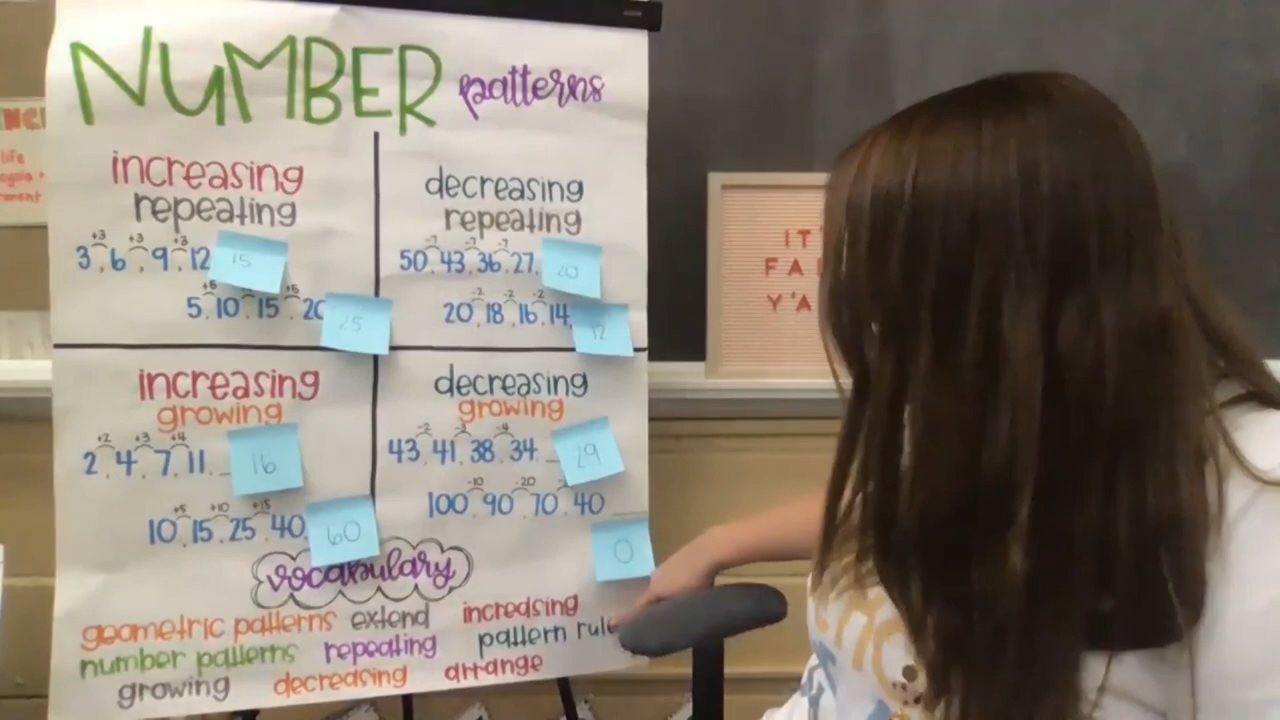 NUMBER patterns
increasing
repeating
+3 +3 +3
3, 6, 9, 12 15
+5 +5
5, 10, 15, 20 25
decreasing
repeating
-7 -7 -7
50, 43, 36, 27, 20
-2 -2 -2
20, 18, 16, 14, 12
increasing
growing
+2 +3 +4
2, 4, 7, 11, _ 16
+5 +10 +15
10, 15, 25, 40, 60
decreasing
growing
-2 -3 -4
43, 41, 38, 34, _ 29
-10 -20
100, 90, 70, 40 __
0
vocabulary
geometric patterns extend increasing
number patterns repeating pattern rule
growing decreasing arrange
life
IT'
FA
Y'A